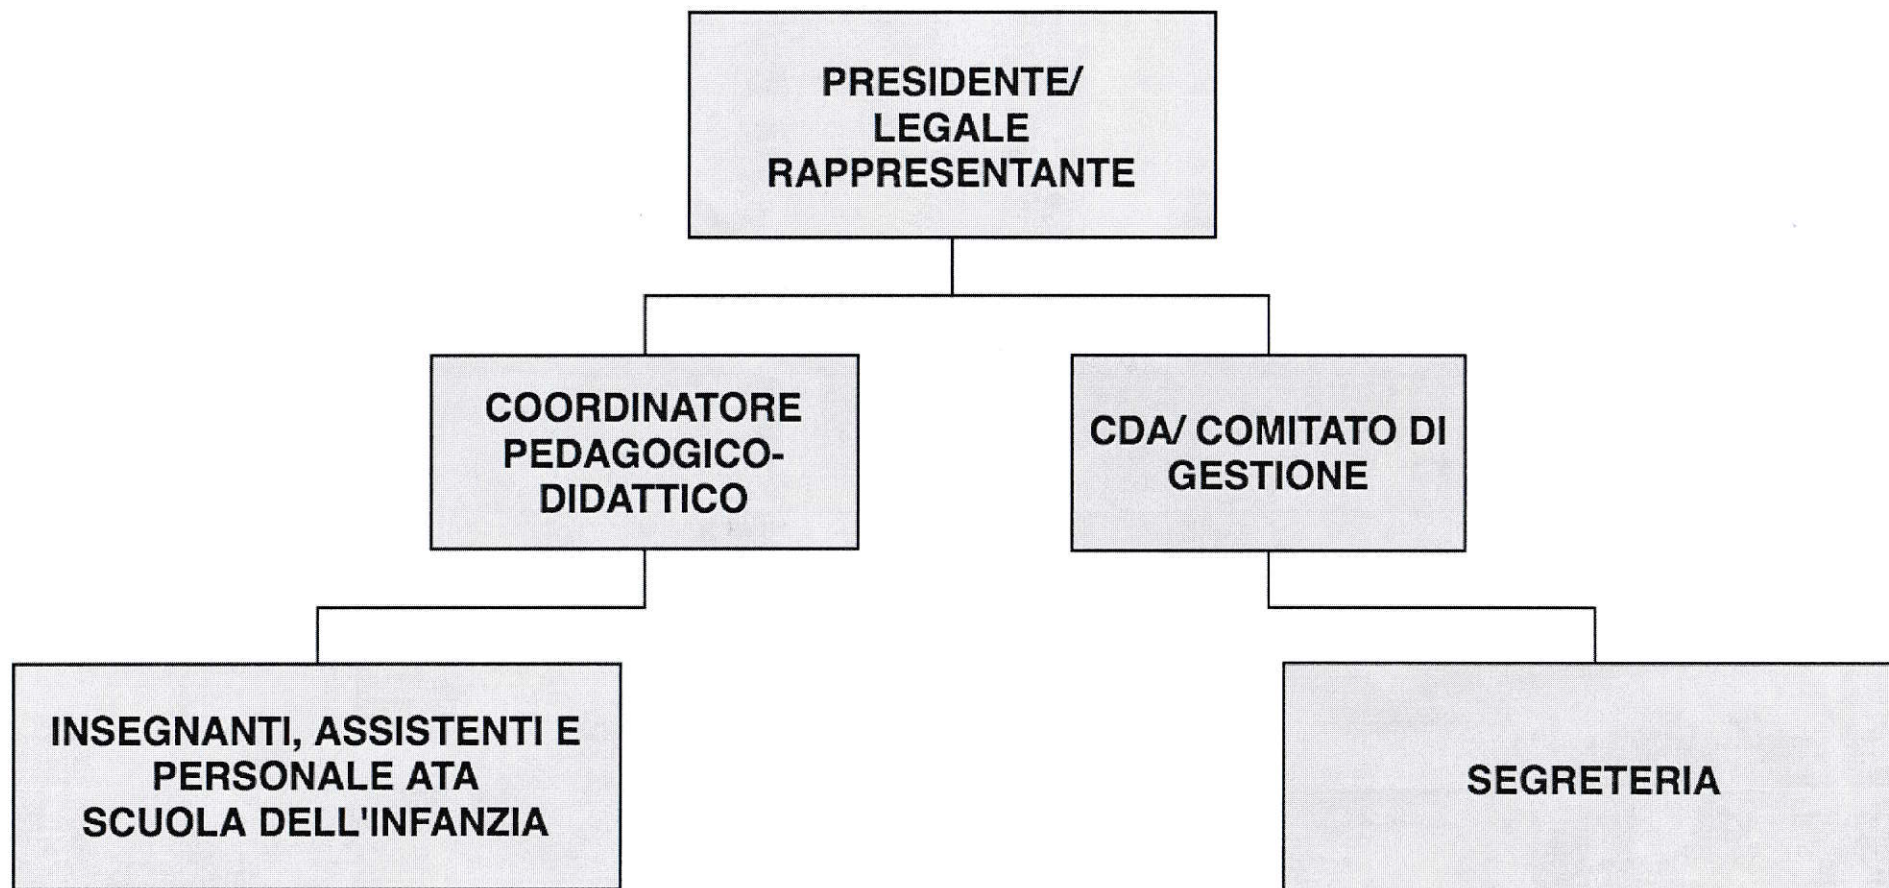 PRESIDENTE/
LEGALE
RAPPRESENTANTE
COORDINATORE
PEDAGOGICO-
DIDATTICO
CDA/ COMITATO DI
GESTIONE
INSEGNANTI, ASSISTENTI E
PERSONALE ATA
SCUOLA DELL'INFANZIA
SEGRETERIA